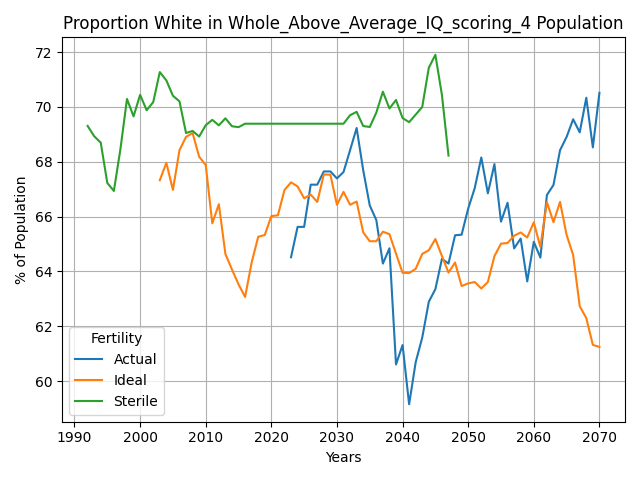 Proportion White in Whole_Above_Average_IQ_scoring_4 Population
% of Population
72
70
68
66
64
62
60
Fertility
Actual
Ideal
Sterile
1990 2000 2010 2020 2030 2040 2050 2060 2070
Years